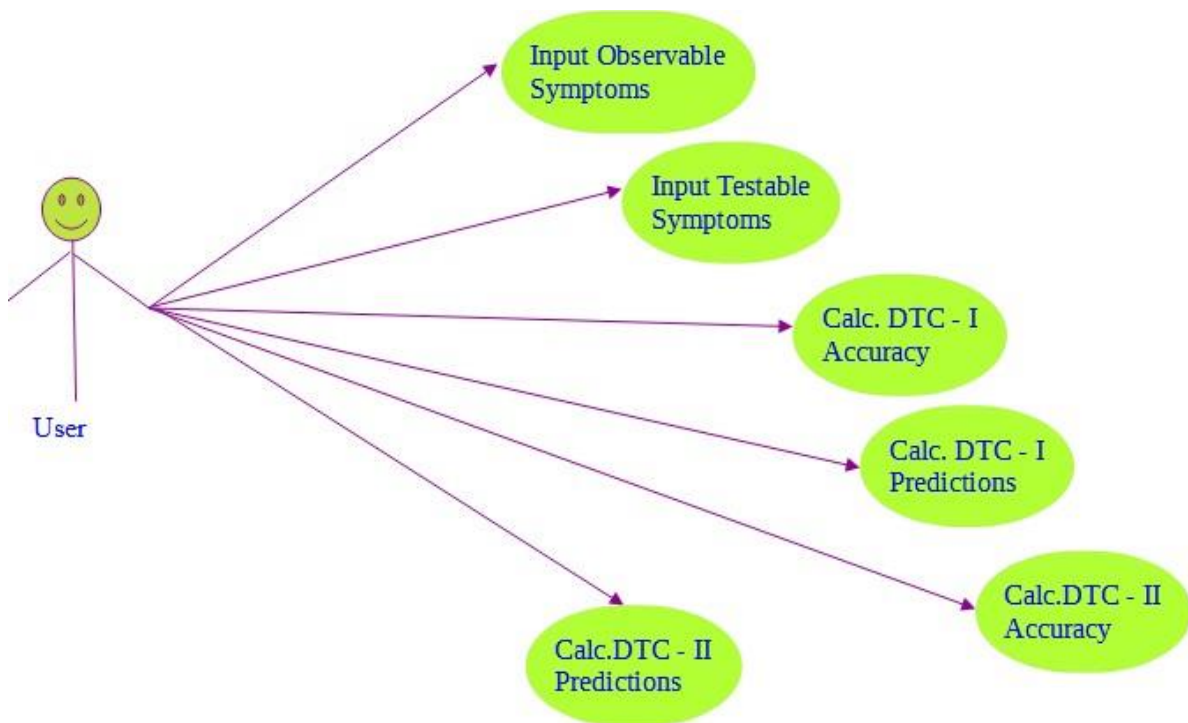 Input Observable
Symptoms
Input Testable
Symptoms
Calc. DTC - I
Accuracy
User
Calc. DTC - I
Predictions
Calc.DTC - II
Accuracy
Calc.DTC - II
Predictions